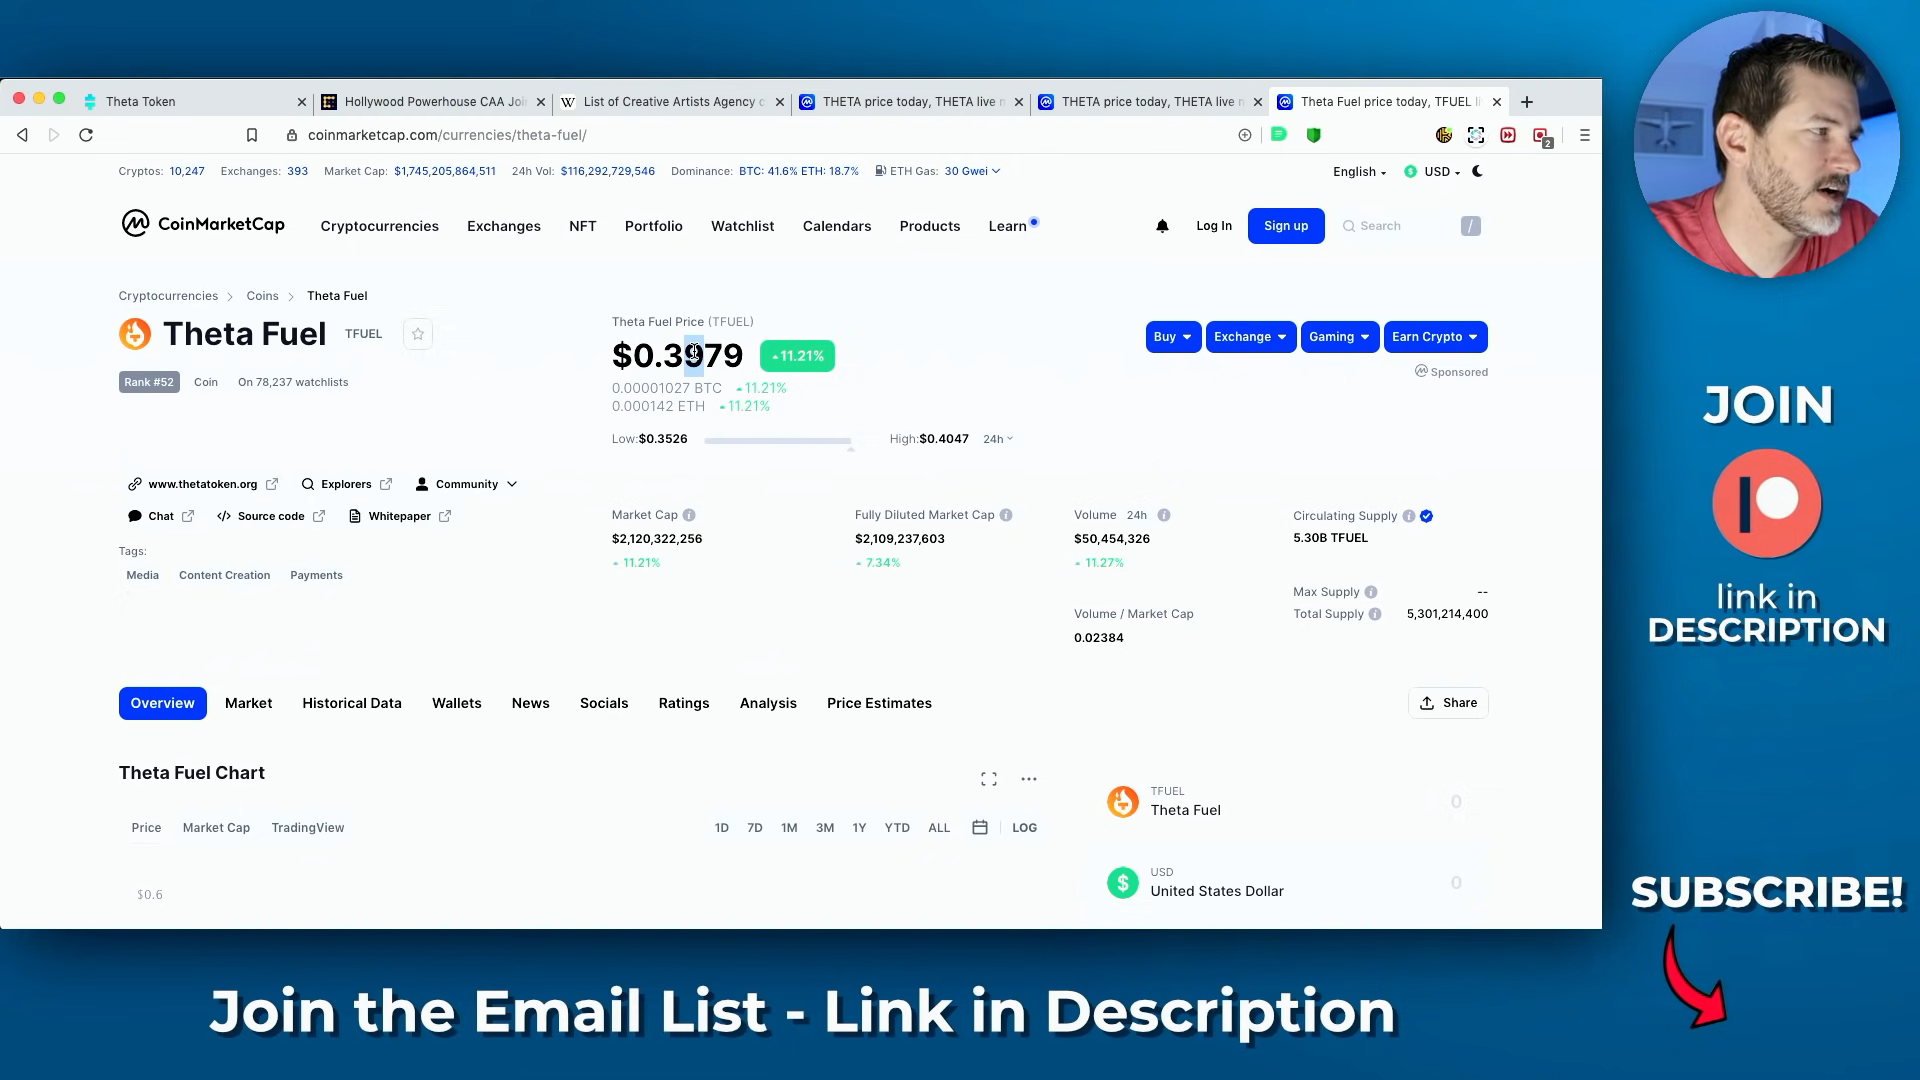 Theta Token
Hollywood Powerhouse CAA Joi
List of Creative Artists Agency c
THETA price today, THETA live n
THETA price today, THETA live n
Theta Fuel price today, TFUEL li
coinmarketcap.com/currencies/theta-fuel/
2
Cryptos: 10,247 Exchanges: 393 Market Cap: $1,745,205,864,511 24h Vol: $116,292,729,546 Dominance: BTC: 41.6% ETH: 18.7% ETH Gas: 30 Gwei
English USD
CoinMarketCap Cryptocurrencies Exchanges NFT Portfolio Watchlist Calendars Products Learn Log In Sign up Search /
Cryptocurrencies Coins Theta Fuel
Theta Fuel TFUEL
Rank #52 Coin On 78,237 watchlists
Theta Fuel Price (TFUEL)
$0.3979 11.21%
0.00001027 BTC 11.21%
0.000142 ETH 11.21%
Low:$0.3526 High:$0.4047 24h
Buy Exchange Gaming Earn Crypto
Sponsored
www.thetatoken.org Explorers Community
Chat Source code Whitepaper
Tags:
Media Content Creation Payments
Market Cap
$2,120,322,256
11.21%
Fully Diluted Market Cap
$2,109,237,603
7.34%
Volume 24h
$50,454,326
11.27%
Volume / Market Cap
0.02384
Circulating Supply
5.30B TFUEL
Max Supply --
Total Supply 5,301,214,400
Overview Market Historical Data Wallets News Socials Ratings Analysis Price Estimates Share
Theta Fuel Chart
Price Market Cap TradingView 1D 7D 1M 3M 1Y YTD ALL LOG
$0.6
TFUEL
Theta Fuel 0
USD
United States Dollar 0
JOIN
link in
DESCRIPTION
SUBSCRIBE!
Join the Email List - Link in Description